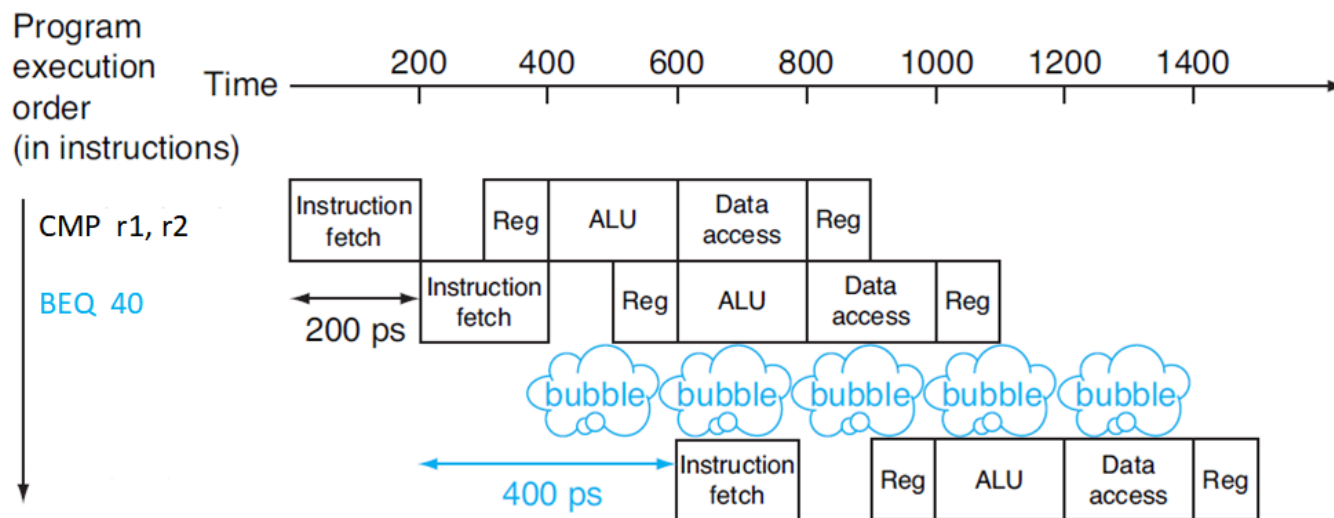 Program
execution
order
(in instructions)
Time
200 400 600 800 1000 1200 1400
CMP r1, r2
Instruction
fetch
Reg
ALU
Data
access
Reg
BEQ 40
200 ps
Instruction
fetch
Reg
ALU
Data
access
Reg
bubble bubble bubble bubble bubble
400 ps
Instruction
fetch
Reg
ALU
Data
access
Reg